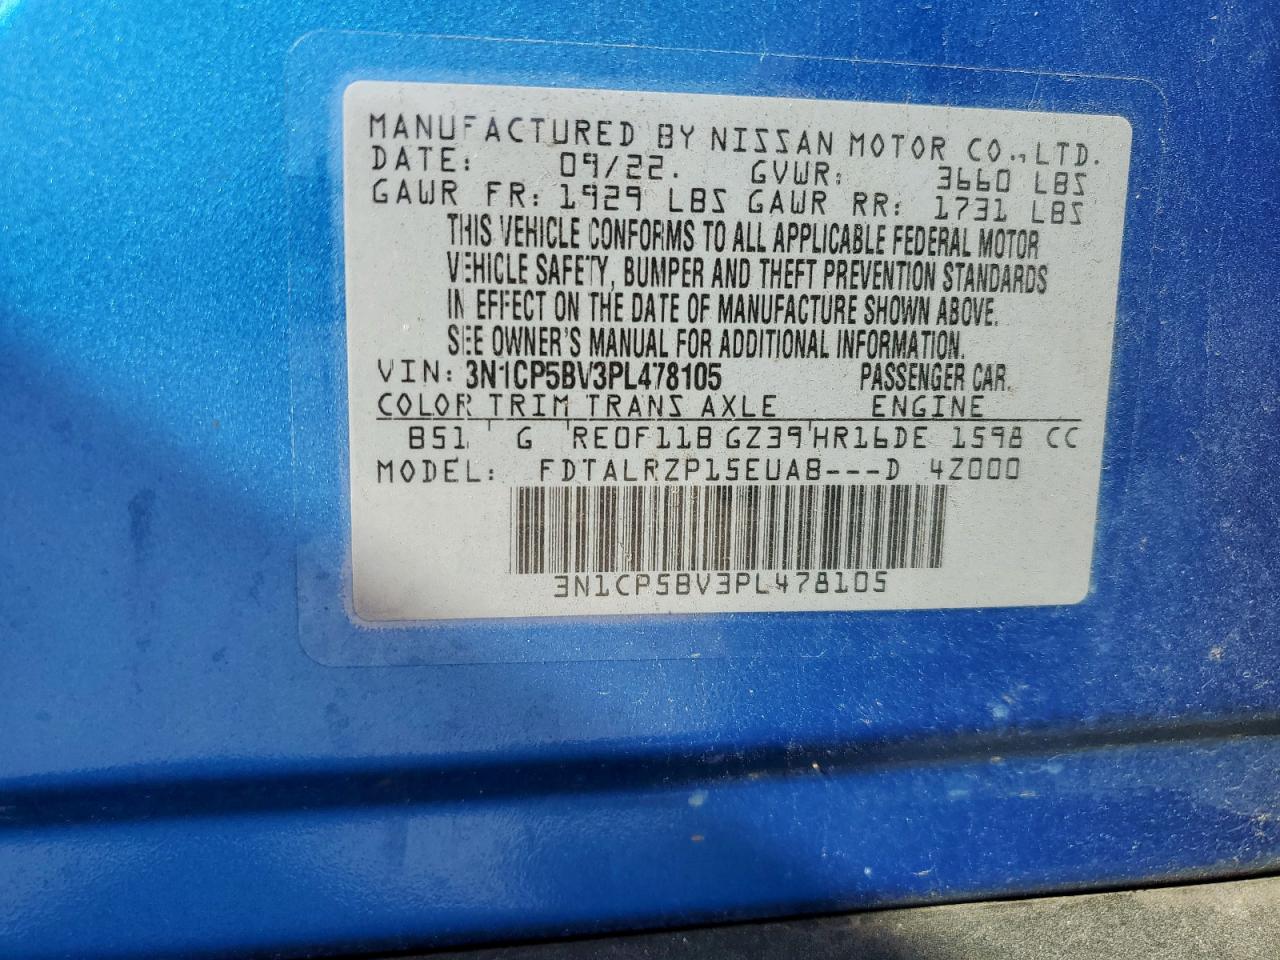 MANUFACTURED BY NISSAN MOTOR CO.,LTD.
DATE: 09/22. GVWR: 3660 LBS
GAWR FR: 1929 LBS GAWR RR: 1731 LBS
THIS VEHICLE CONFORMS TO ALL APPLICABLE FEDERAL MOTOR
VEHICLE SAFETY, BUMPER AND THEFT PREVENTION STANDARDS
IN EFFECT ON THE DATE OF MANUFACTURE SHOWN ABOVE.
SEE OWNER'S MANUAL FOR ADDITIONAL INFORMATION.
VIN: 3N1CP5BV3PL478105 PASSENGER CAR.
COLOR TRIM TRANS AXLE ENGINE
B51 G RE0F11B GZ39 HR16DE 1598 CC
MODEL: FDTALRZP15EUAB---D 4Z000
3N1CP5BV3PL478105